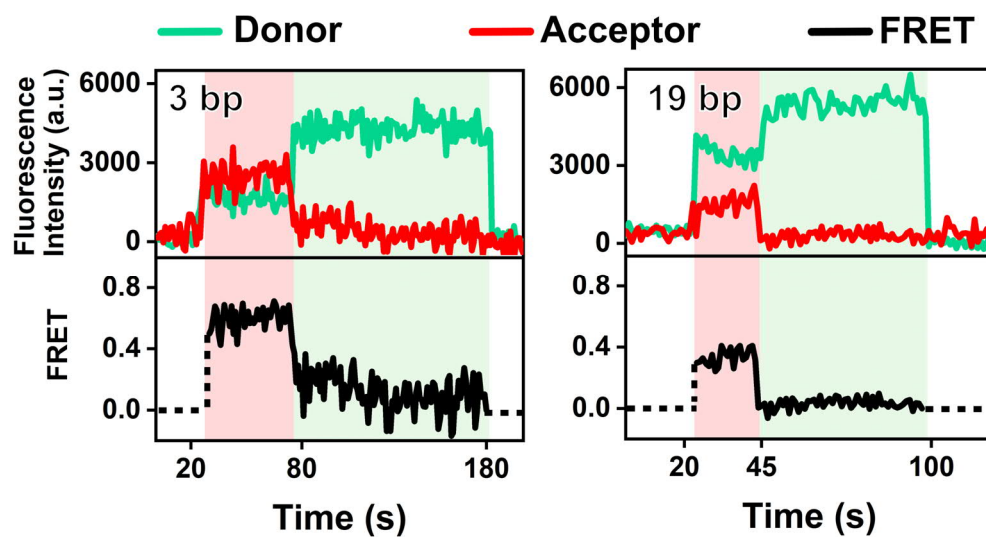 Donor Acceptor FRET
Fluorescence
Intensity (a.u.)
6000
3000
0
3 bp
6000
3000
0
19 bp
FRET
0.8
0.4
0.0
0.8
0.4
0.0
20 80 180
20 45 100
Time (s)
Time (s)